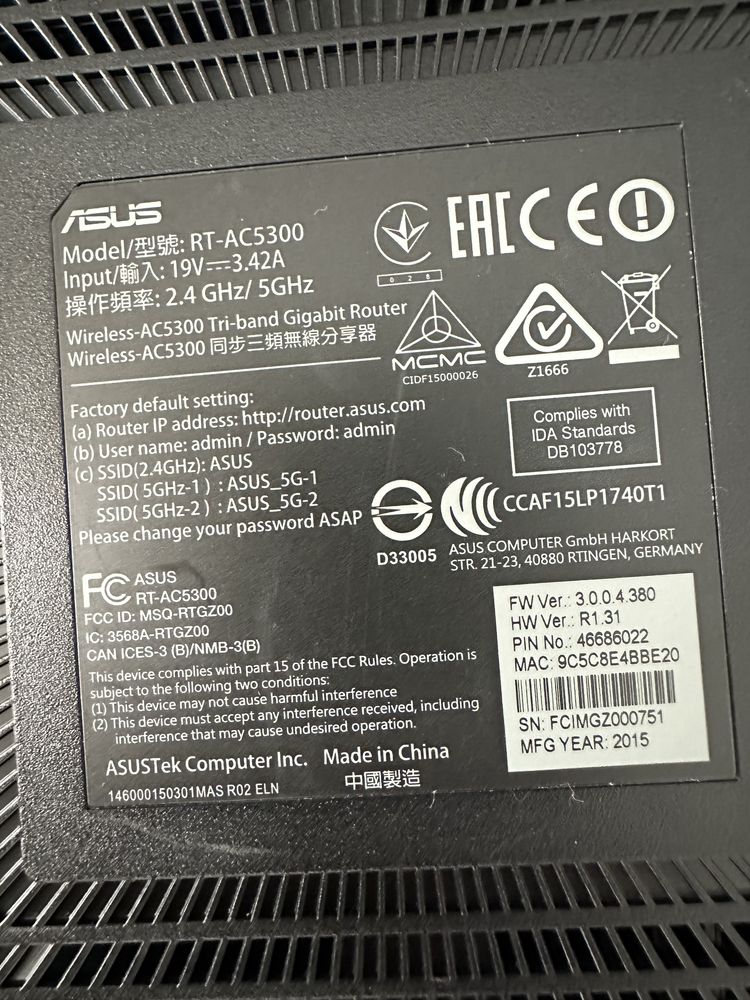 ASUS
Model/型號: RT-AC5300
Input/輸入: 19V⎓3.42A
操作頻率: 2.4 GHz/ 5GHz
Wireless-AC5300 Tri-band Gigabit Router
Wireless-AC5300 同步三頻無線分享器
028
EAC CE
MCMC
CIDF15000026
Z1666
Factory default setting:
(a) Router IP address: http://router.asus.com
(b) User name: admin / Password: admin
(c) SSID(2.4GHz): ASUS
SSID( 5GHz-1 ) : ASUS_5G-1
SSID( 5GHz-2 ) : ASUS_5G-2
Please change your password ASAP
Complies with
IDA Standards
DB103778
D33005
CCAF15LP1740T1
ASUS COMPUTER GmbH HARKORT
STR. 21-23, 40880 RTINGEN, GERMANY
FC ASUS
RT-AC5300
FCC ID: MSQ-RTGZ00
IC: 3568A-RTGZ00
CAN ICES-3 (B)/NMB-3(B)
This device complies with part 15 of the FCC Rules. Operation is
subject to the following two conditions:
(1) This device may not cause harmful interference
(2) This device must accept any interference received, including
interference that may cause undesired operation.
ASUSTek Computer Inc. Made in China
中國製造
146000150301MAS R02 ELN
FW Ver.: 3.0.0.4.380
HW Ver.: R1.31
PIN No.: 46686022
MAC: 9C5C8E4BBE20
SN: FCIMGZ000751
MFG YEAR: 2015